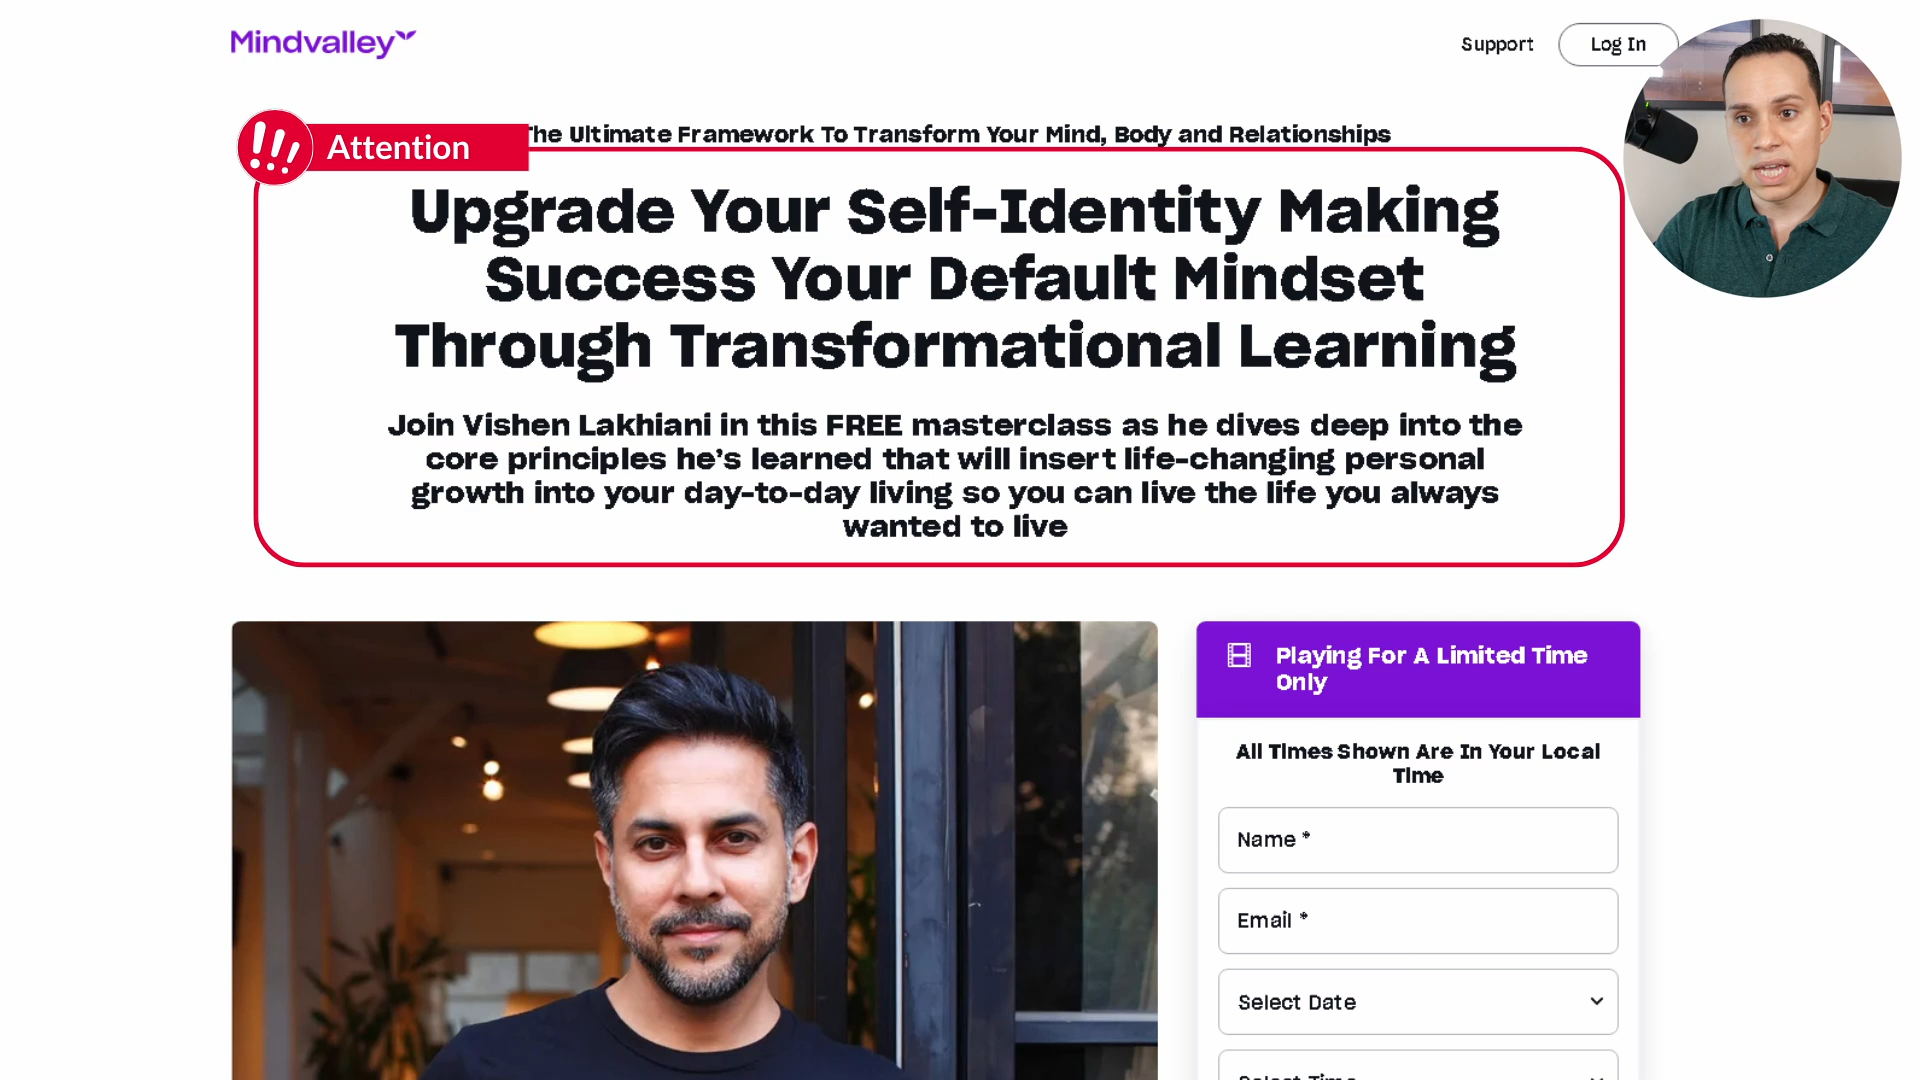 Mindvalley
Support
Log In
The Ultimate Framework To Transform Your Mind, Body and Relationships
Attention
Upgrade Your Self-Identity Making
Success Your Default Mindset
Through Transformational Learning
Join Vishen Lakhiani in this FREE masterclass as he dives deep into the
core principles he's learned that will insert life-changing personal
growth into your day-to-day living so you can live the life you always
wanted to live
Playing For A Limited Time
Only
All Times Shown Are In Your Local
Time
Name *
Email *
Select Date
Select Time